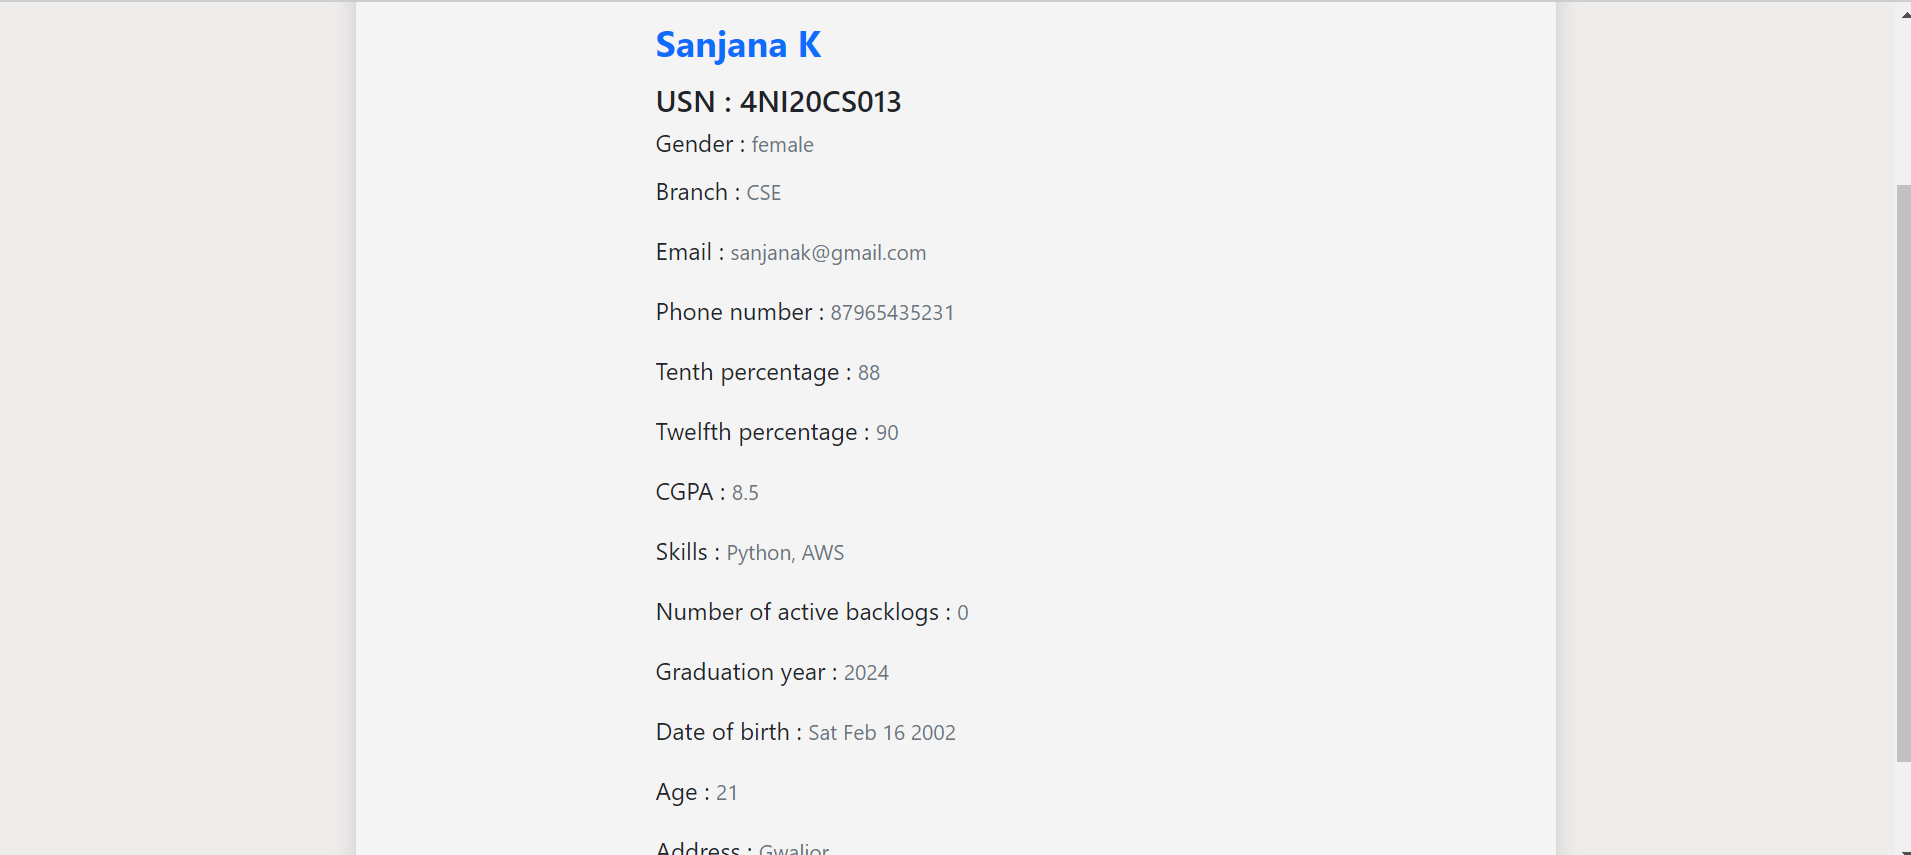 Sanjana K
USN : 4NI20CS013
Gender : female
Branch : CSE
Email : sanjanak@gmail.com
Phone number : 87965435231
Tenth percentage : 88
Twelfth percentage : 90
CGPA : 8.5
Skills : Python, AWS
Number of active backlogs : 0
Graduation year : 2024
Date of birth : Sat Feb 16 2002
Age : 21
Address : Gwalior